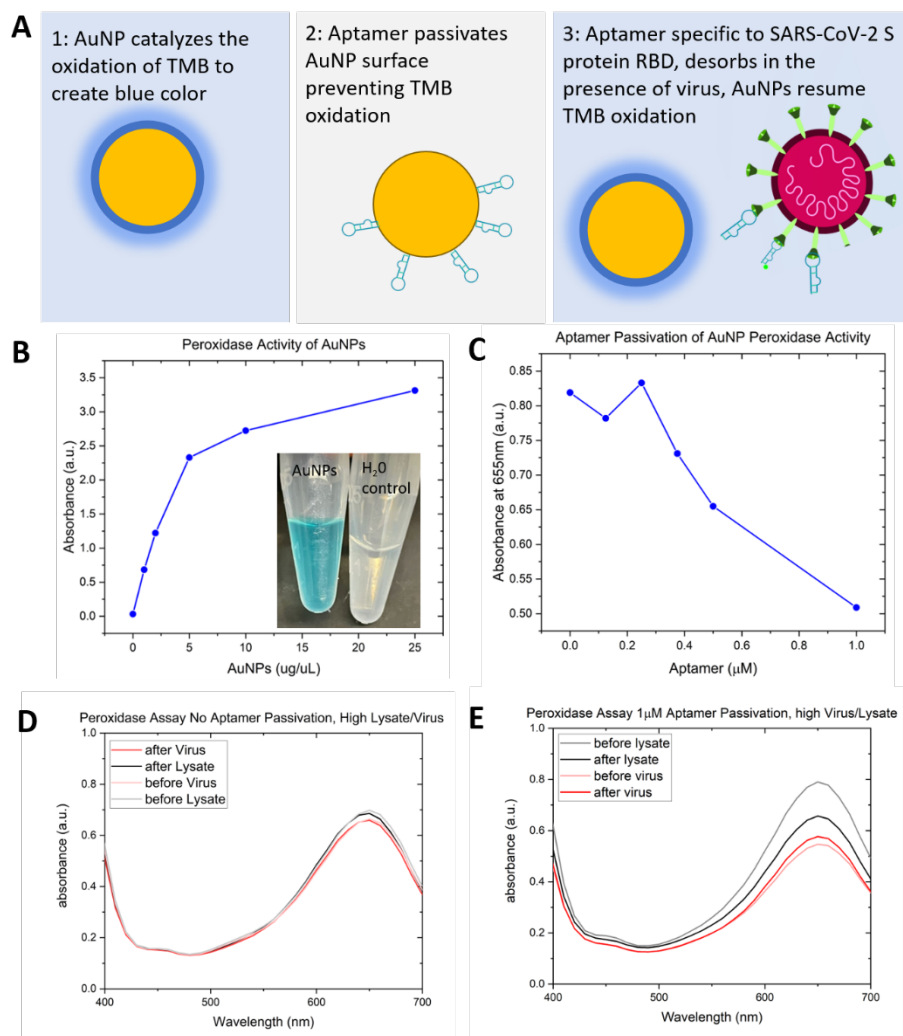 A
1: AuNP catalyzes the
oxidation of TMB to
create blue color
2: Aptamer passivates
AuNP surface
preventing TMB
oxidation
3: Aptamer specific to SARS-CoV-2 S
protein RBD, desorbs in the
presence of virus, AuNPs resume
TMB oxidation
B
Peroxidase Activity of AuNPs
Absorbance (a.u.)
3.5
3.0
2.5
2.0
1.5
1.0
0.5
0.0
AuNPs
H₂0
control
0 5 10 15 20 25
AuNPs (ug/uL)
C
Aptamer Passivation of AuNP Peroxidase Activity
Absorbance at 655nm (a.u.)
0.85
0.80
0.75
0.70
0.65
0.60
0.55
0.50
0.0 0.2 0.4 0.6 0.8 1.0
Aptamer (μM)
D
Peroxidase Assay No Aptamer Passivation, High Lysate/Virus
after Virus
after Lysate
before Virus
before Lysate
absorbance (a.u.)
1.0
0.8
0.6
0.4
0.2
0.0
400 500 600 700
Wavelength (nm)
E
Peroxidase Assay 1μM Aptamer Passivation, high Virus/Lysate
before lysate
after lysate
before virus
after virus
absorbance (a.u.)
1.0
0.8
0.6
0.4
0.2
0.0
400 500 600 700
Wavelength (nm)